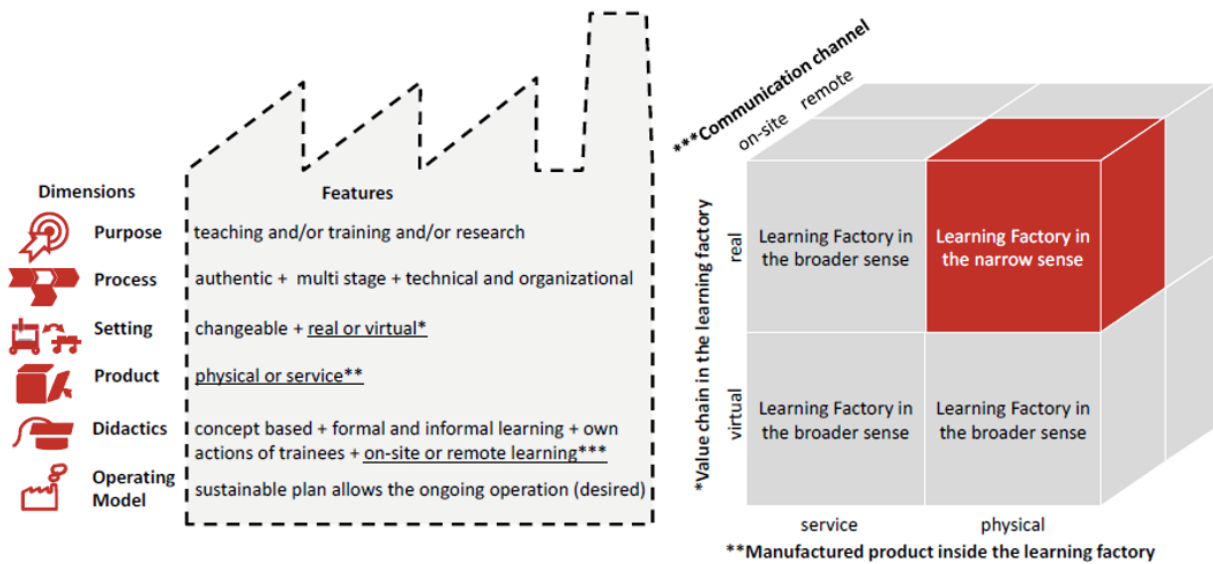 Dimensions
Features
Purpose
teaching and/or training and/or research
Process
authentic + multi stage + technical and organizational
Setting
changeable + real or virtual*
Product
physical or service**
Didactics
concept based + formal and informal learning + own
actions of trainees + on-site or remote learning***
Operating
Model
sustainable plan allows the ongoing operation (desired)
***Communication channel
on-site remote
*Value chain in the learning factory
real
virtual
Learning Factory in
the broader sense
Learning Factory in
the narrow sense
Learning Factory in
the broader sense
Learning Factory in
the broader sense
service
physical
**Manufactured product inside the learning factory